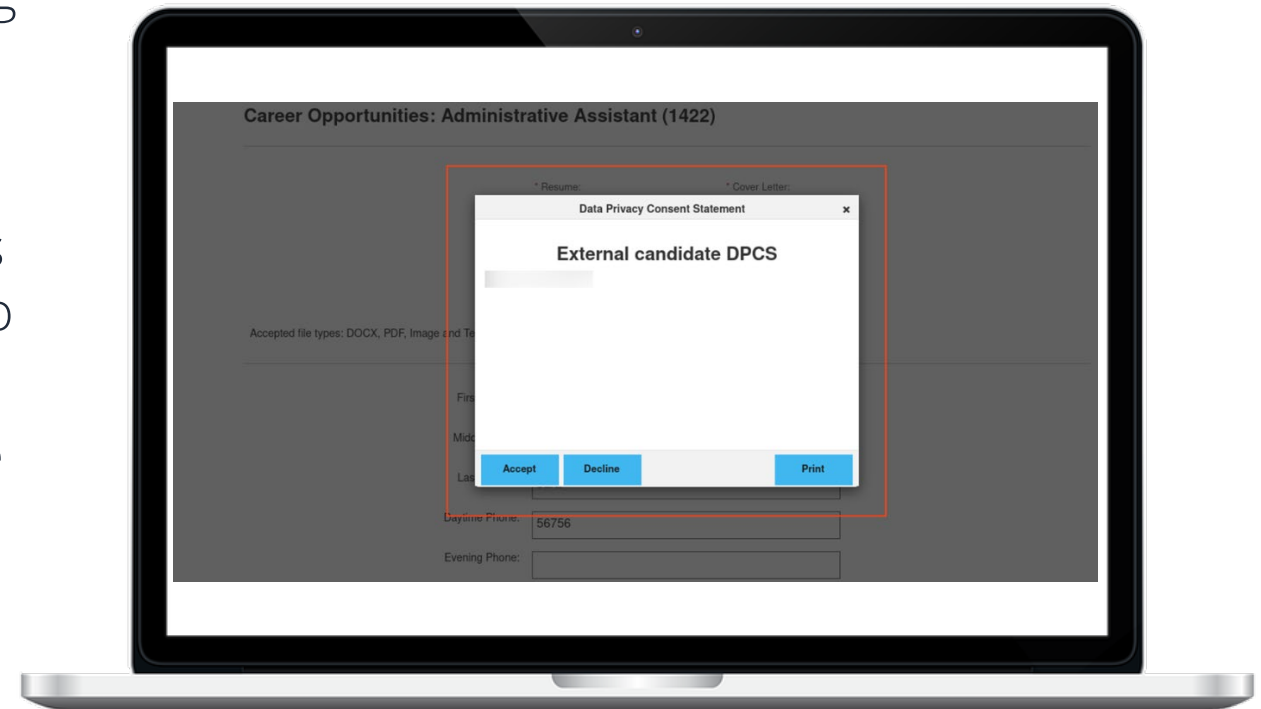 Career Opportunities: Administrative Assistant (1422)
* Resume: * Cover Letter:
Data Privacy Consent Statement ×
External candidate DPCS
Accepted file types: DOCX, PDF, Image and
Accept Decline Print
Daytime Phone: 56756
Evening Phone: